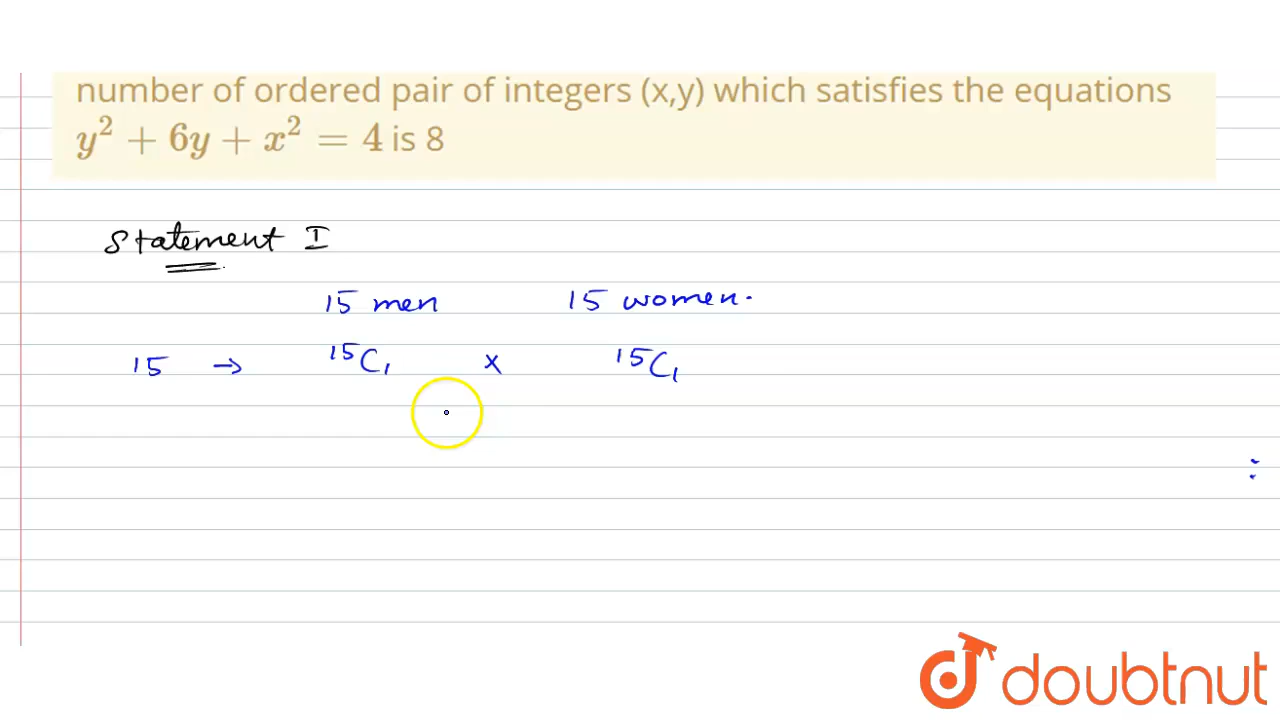 number of ordered pair of integers (x,y) which satisfies the equations
y² + 6y + x² = 4 is 8
Statement I
15 men 15 women.
15 → ¹⁵C₁ x ¹⁵C₁
:
doubtnut